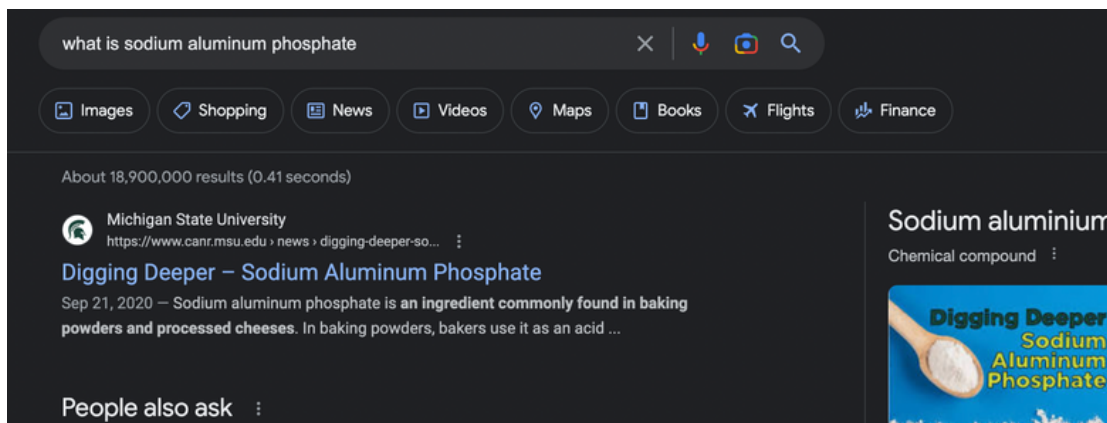 what is sodium aluminum phosphate
Images
Shopping
News
Videos
Maps
Books
Flights
Finance
About 18,900,000 results (0.41 seconds)
Michigan State University
https://www.canr.msu.edu › news › digging-deeper-so...
Digging Deeper – Sodium Aluminum Phosphate
Sep 21, 2020 — Sodium aluminum phosphate is an ingredient commonly found in baking
powders and processed cheeses. In baking powders, bakers use it as an acid ...
People also ask
Sodium aluminium
Chemical compound
Digging Deeper
Sodium
Aluminum
Phosphate